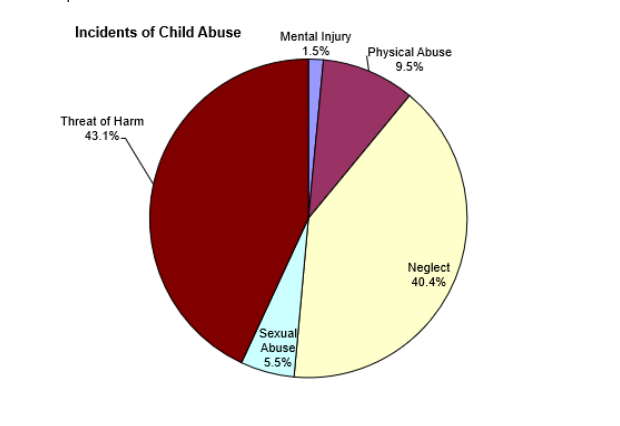 Incidents of Child Abuse
Mental Injury
1.5%
Physical Abuse
9.5%
Threat of Harm
43.1%
Neglect
40.4%
Sexual
Abuse
5.5%